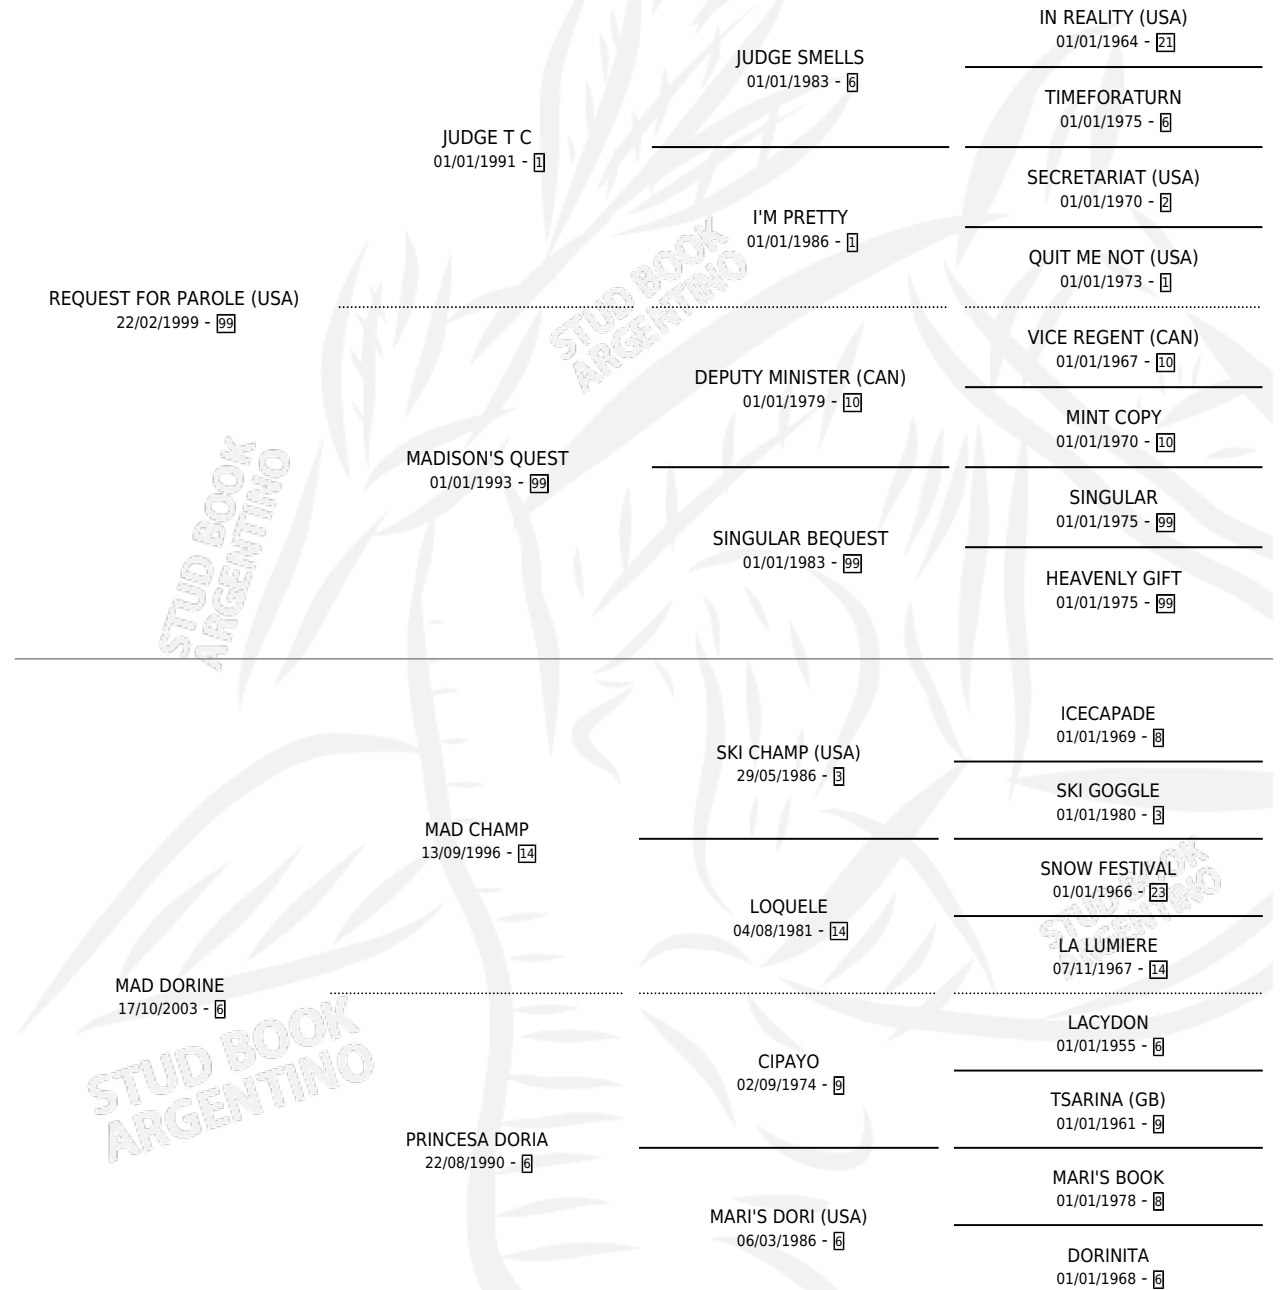 IN REALITY (USA)
01/01/1964 - 21
JUDGE SMELLS
01/01/1983 - 6
TIMEFORATURN
01/01/1975 - 6
JUDGE T C
01/01/1991 - 1
SECRETARIAT (USA)
01/01/1970 - 2
I'M PRETTY
01/01/1986 - 1
QUIT ME NOT (USA)
01/01/1973 - 1
REQUEST FOR PAROLE (USA)
22/02/1999 - 99
STUD BOOK
ARGENTINO
VICE REGENT (CAN)
01/01/1967 - 10
DEPUTY MINISTER (CAN)
01/01/1979 - 10
MINT COPY
01/01/1970 - 10
MADISON'S QUEST
01/01/1993 - 99
SINGULAR
01/01/1975 - 99
SINGULAR BEQUEST
01/01/1983 - 99
HEAVENLY GIFT
01/01/1975 - 99
STUD BOOK
ARGENTINO
ICECAPADE
01/01/1969 - 8
SKI CHAMP (USA)
29/05/1986 - 3
SKI GOGGLE
01/01/1980 - 3
MAD CHAMP
13/09/1996 - 14
SNOW FESTIVAL
01/01/1966 - 23
LOQUELE
04/08/1981 - 14
LA LUMIERE
07/11/1967 - 14
STUD BOOK
ARGENTINO
MAD DORINE
17/10/2003 - 6
LACYDON
01/01/1955 - 6
CIPAYO
02/09/1974 - 9
TSARINA (GB)
01/01/1961 - 9
STUD BOOK
ARGENTINO
PRINCESA DORIA
22/08/1990 - 6
MARI'S BOOK
01/01/1978 - 8
MARI'S DORI (USA)
06/03/1986 - 6
DORINITA
01/01/1968 - 6